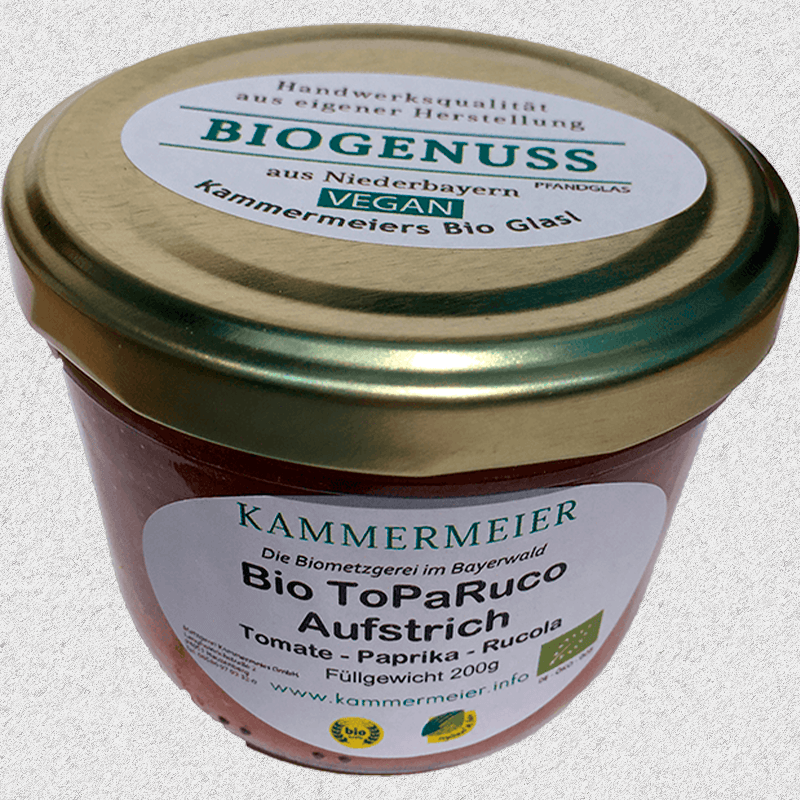 Handwerksqualität
aus eigener Herstellung
BIOGENUSS
aus Niederbayern
PFANDGLAS
VEGAN
Kammermeiers Bio Glasl
KAMMERMEIER
Die Biometzgerei im Bayerwald
Bio ToPaRuco
Aufstrich
Tomate - Paprika - Rucola
Füllgewicht 200g
www.kammermeier.info
bio